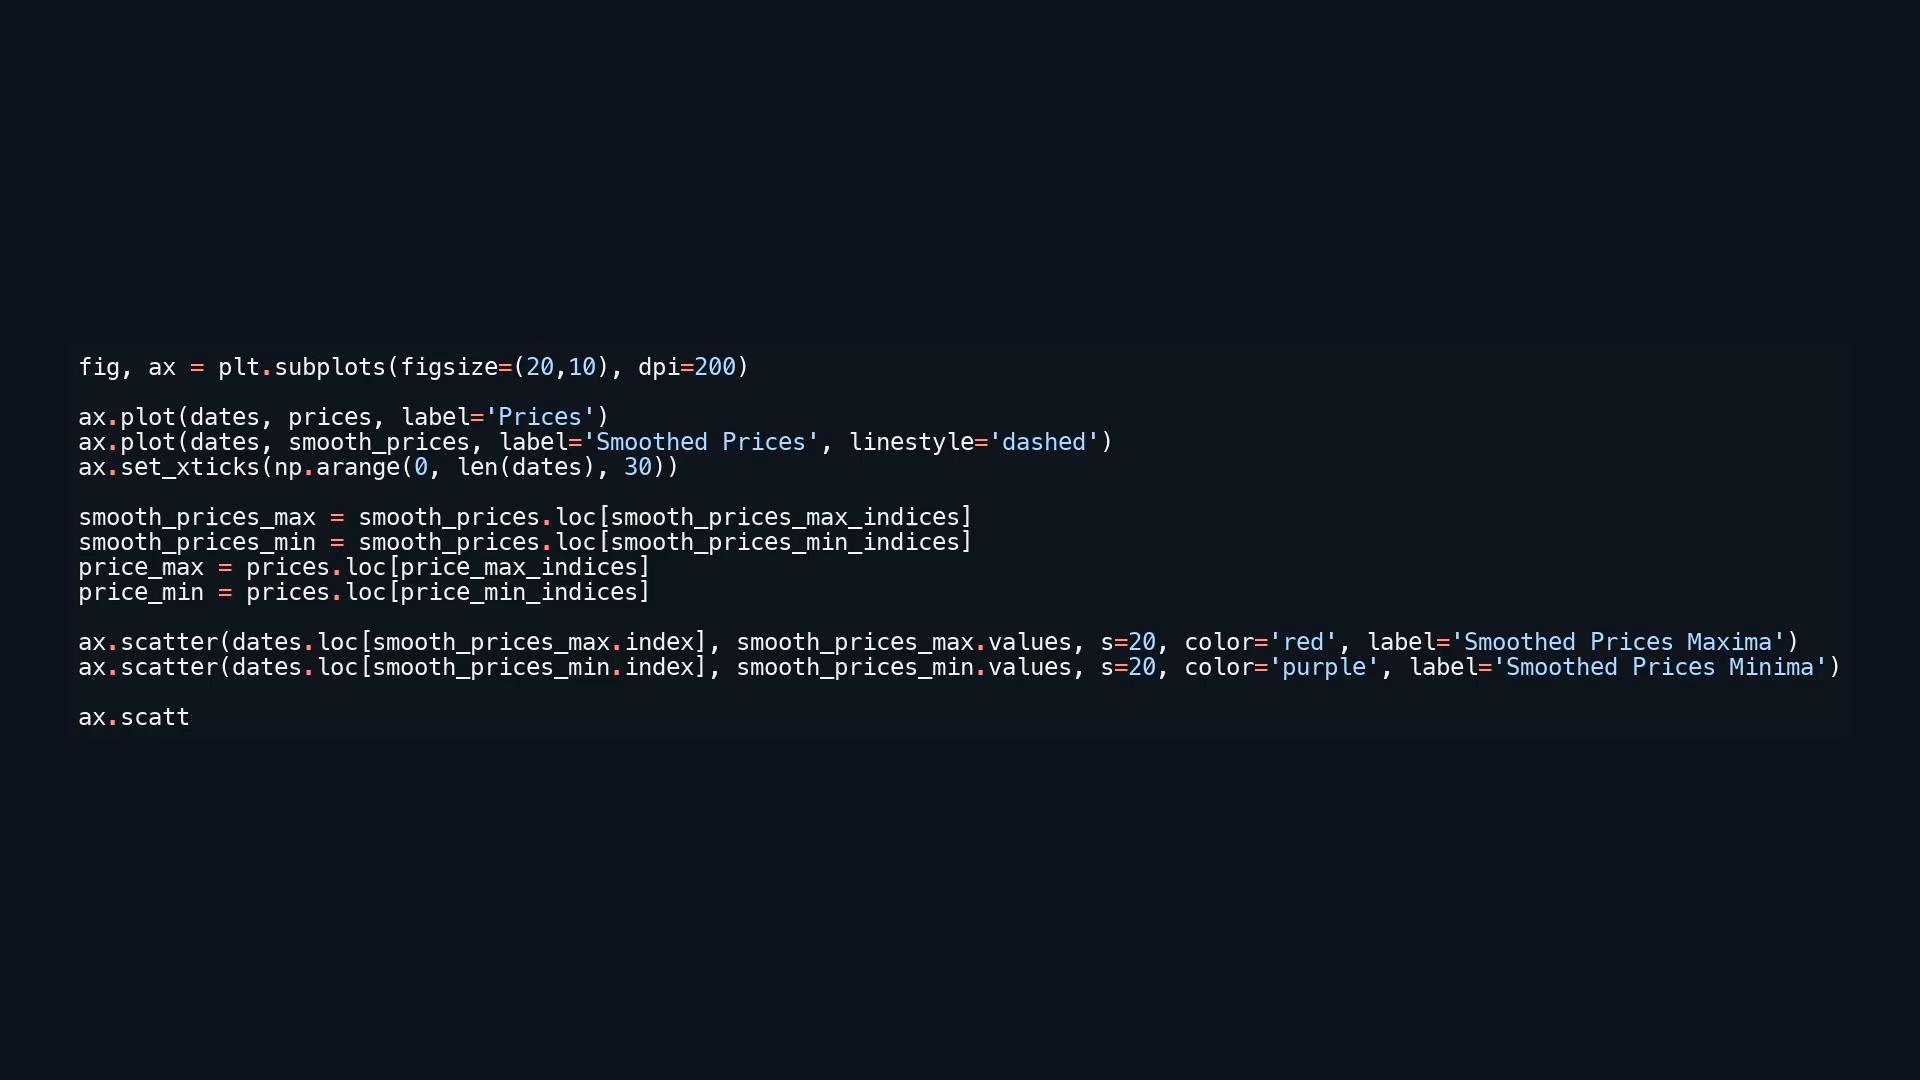 fig, ax = plt.subplots(figsize=(20,10), dpi=200)
ax.plot(dates, prices, label='Prices')
ax.plot(dates, smooth_prices, label='Smoothed Prices', linestyle='dashed')
ax.set_xticks(np.arange(0, len(dates), 30))
smooth_prices_max = smooth_prices.loc[smooth_prices_max_indices]
smooth_prices_min = smooth_prices.loc[smooth_prices_min_indices]
price_max = prices.loc[price_max_indices]
price_min = prices.loc[price_min_indices]
ax.scatter(dates.loc[smooth_prices_max.index], smooth_prices_max.values, s=20, color='red', label='Smoothed Prices Maxima')
ax.scatter(dates.loc[smooth_prices_min.index], smooth_prices_min.values, s=20, color='purple', label='Smoothed Prices Minima')
ax.scatt